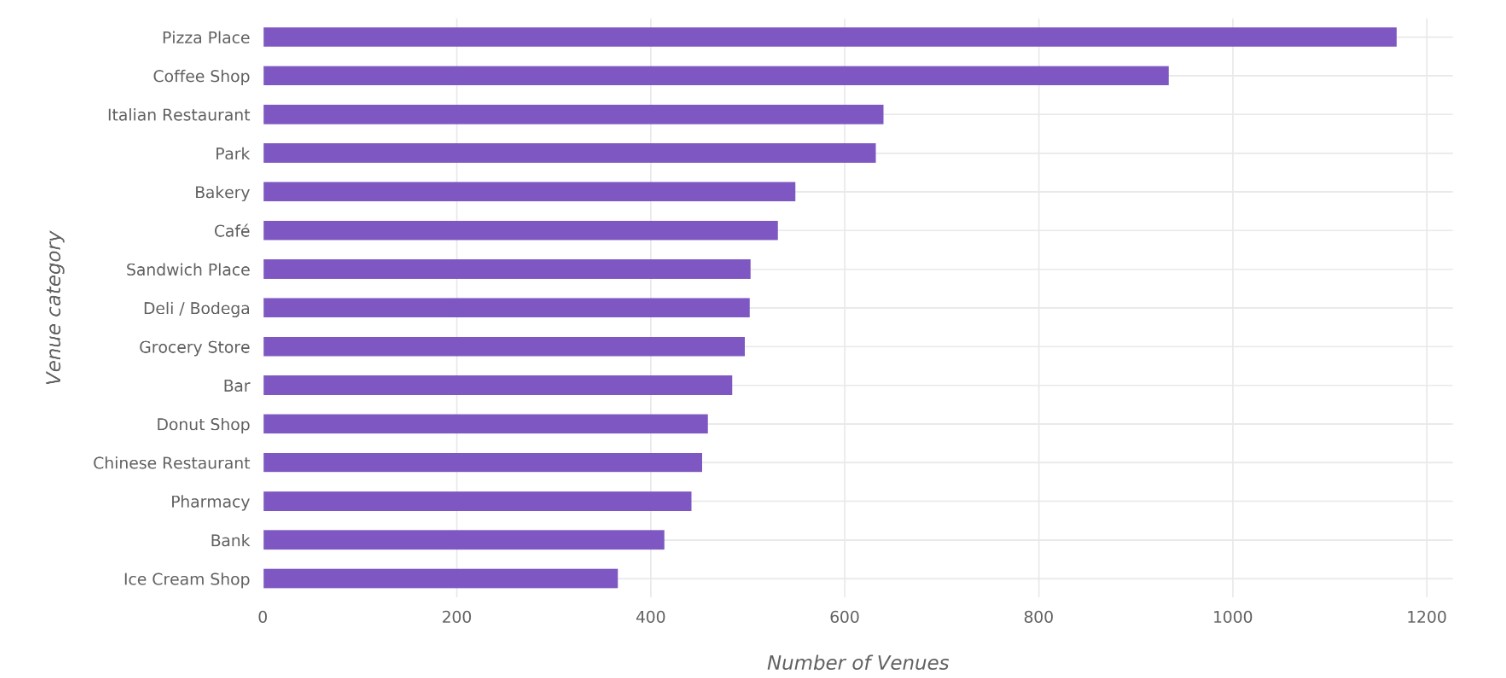 Pizza Place
Coffee Shop
Italian Restaurant
Park
Bakery
Café
Sandwich Place
Deli / Bodega
Grocery Store
Bar
Donut Shop
Chinese Restaurant
Pharmacy
Bank
Ice Cream Shop
Venue category
0 200 400 600 800 1000 1200
Number of Venues